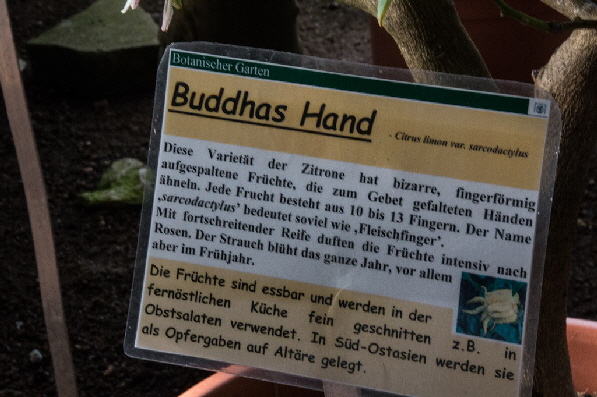 Botanischer Garten
Buddhas Hand
- Citrus limon var. sarcodactylus
Diese Varietät der Zitrone hat bizarre, fingerförmig
aufgespaltene Früchte, die zum Gebet gefalteten Händen
ähneln. Jede Frucht besteht aus 10 bis 13 Fingern. Der Name
‚sarcodactylus’ bedeutet soviel wie ‚Fleischfinger’.
Mit fortschreitender Reife duften die Früchte intensiv nach
Rosen. Der Strauch blüht das ganze Jahr, vor allem
aber im Frühjahr.
Die Früchte sind essbar und werden in der
fernöstlichen Küche fein geschnitten z.B. in
Obstsalaten verwendet. In Süd-Ostasien werden sie
als Opfergaben auf Altäre gelegt.